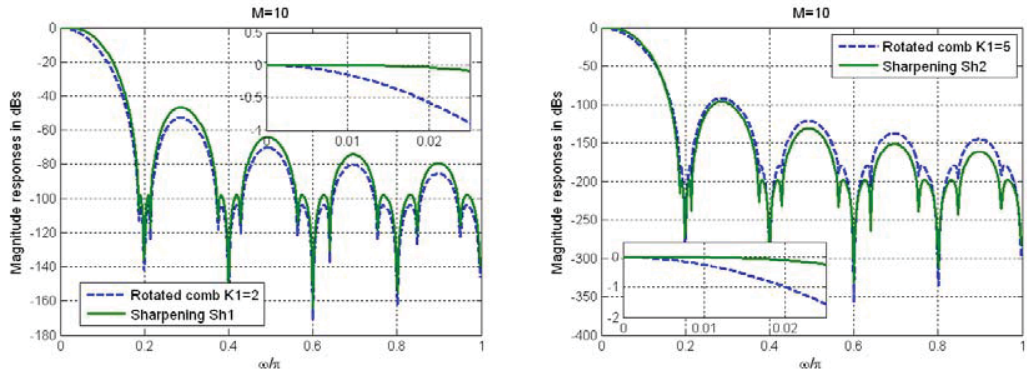 M=10
Magnitude responses in dBs
0
-20
-40
-60
-80
-100
-120
-140
-160
-180
0.5
0
-0.5
-1
0 0.01 0.02
Rotated comb K1=2
Sharpening Sh1
0 0.2 0.4 0.6 0.8 1
ω/π
M=10
Magnitude responses in dBs
0
-50
-100
-150
-200
-250
-300
-350
-400
Rotated comb K1=5
Sharpening Sh2
0
-1
-2
0 0.01 0.02
0 0.2 0.4 0.6 0.8 1
ω/π